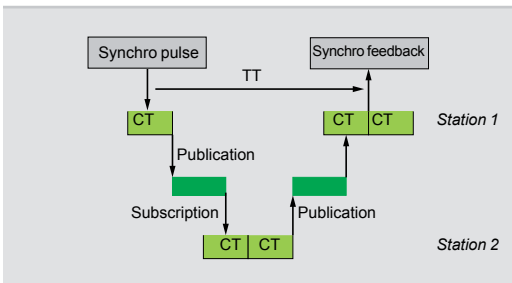 Synchro pulse
Synchro feedback
TT
CT
CT
CT
Station 1
Publication
Subscription
Publication
CT
CT
Station 2